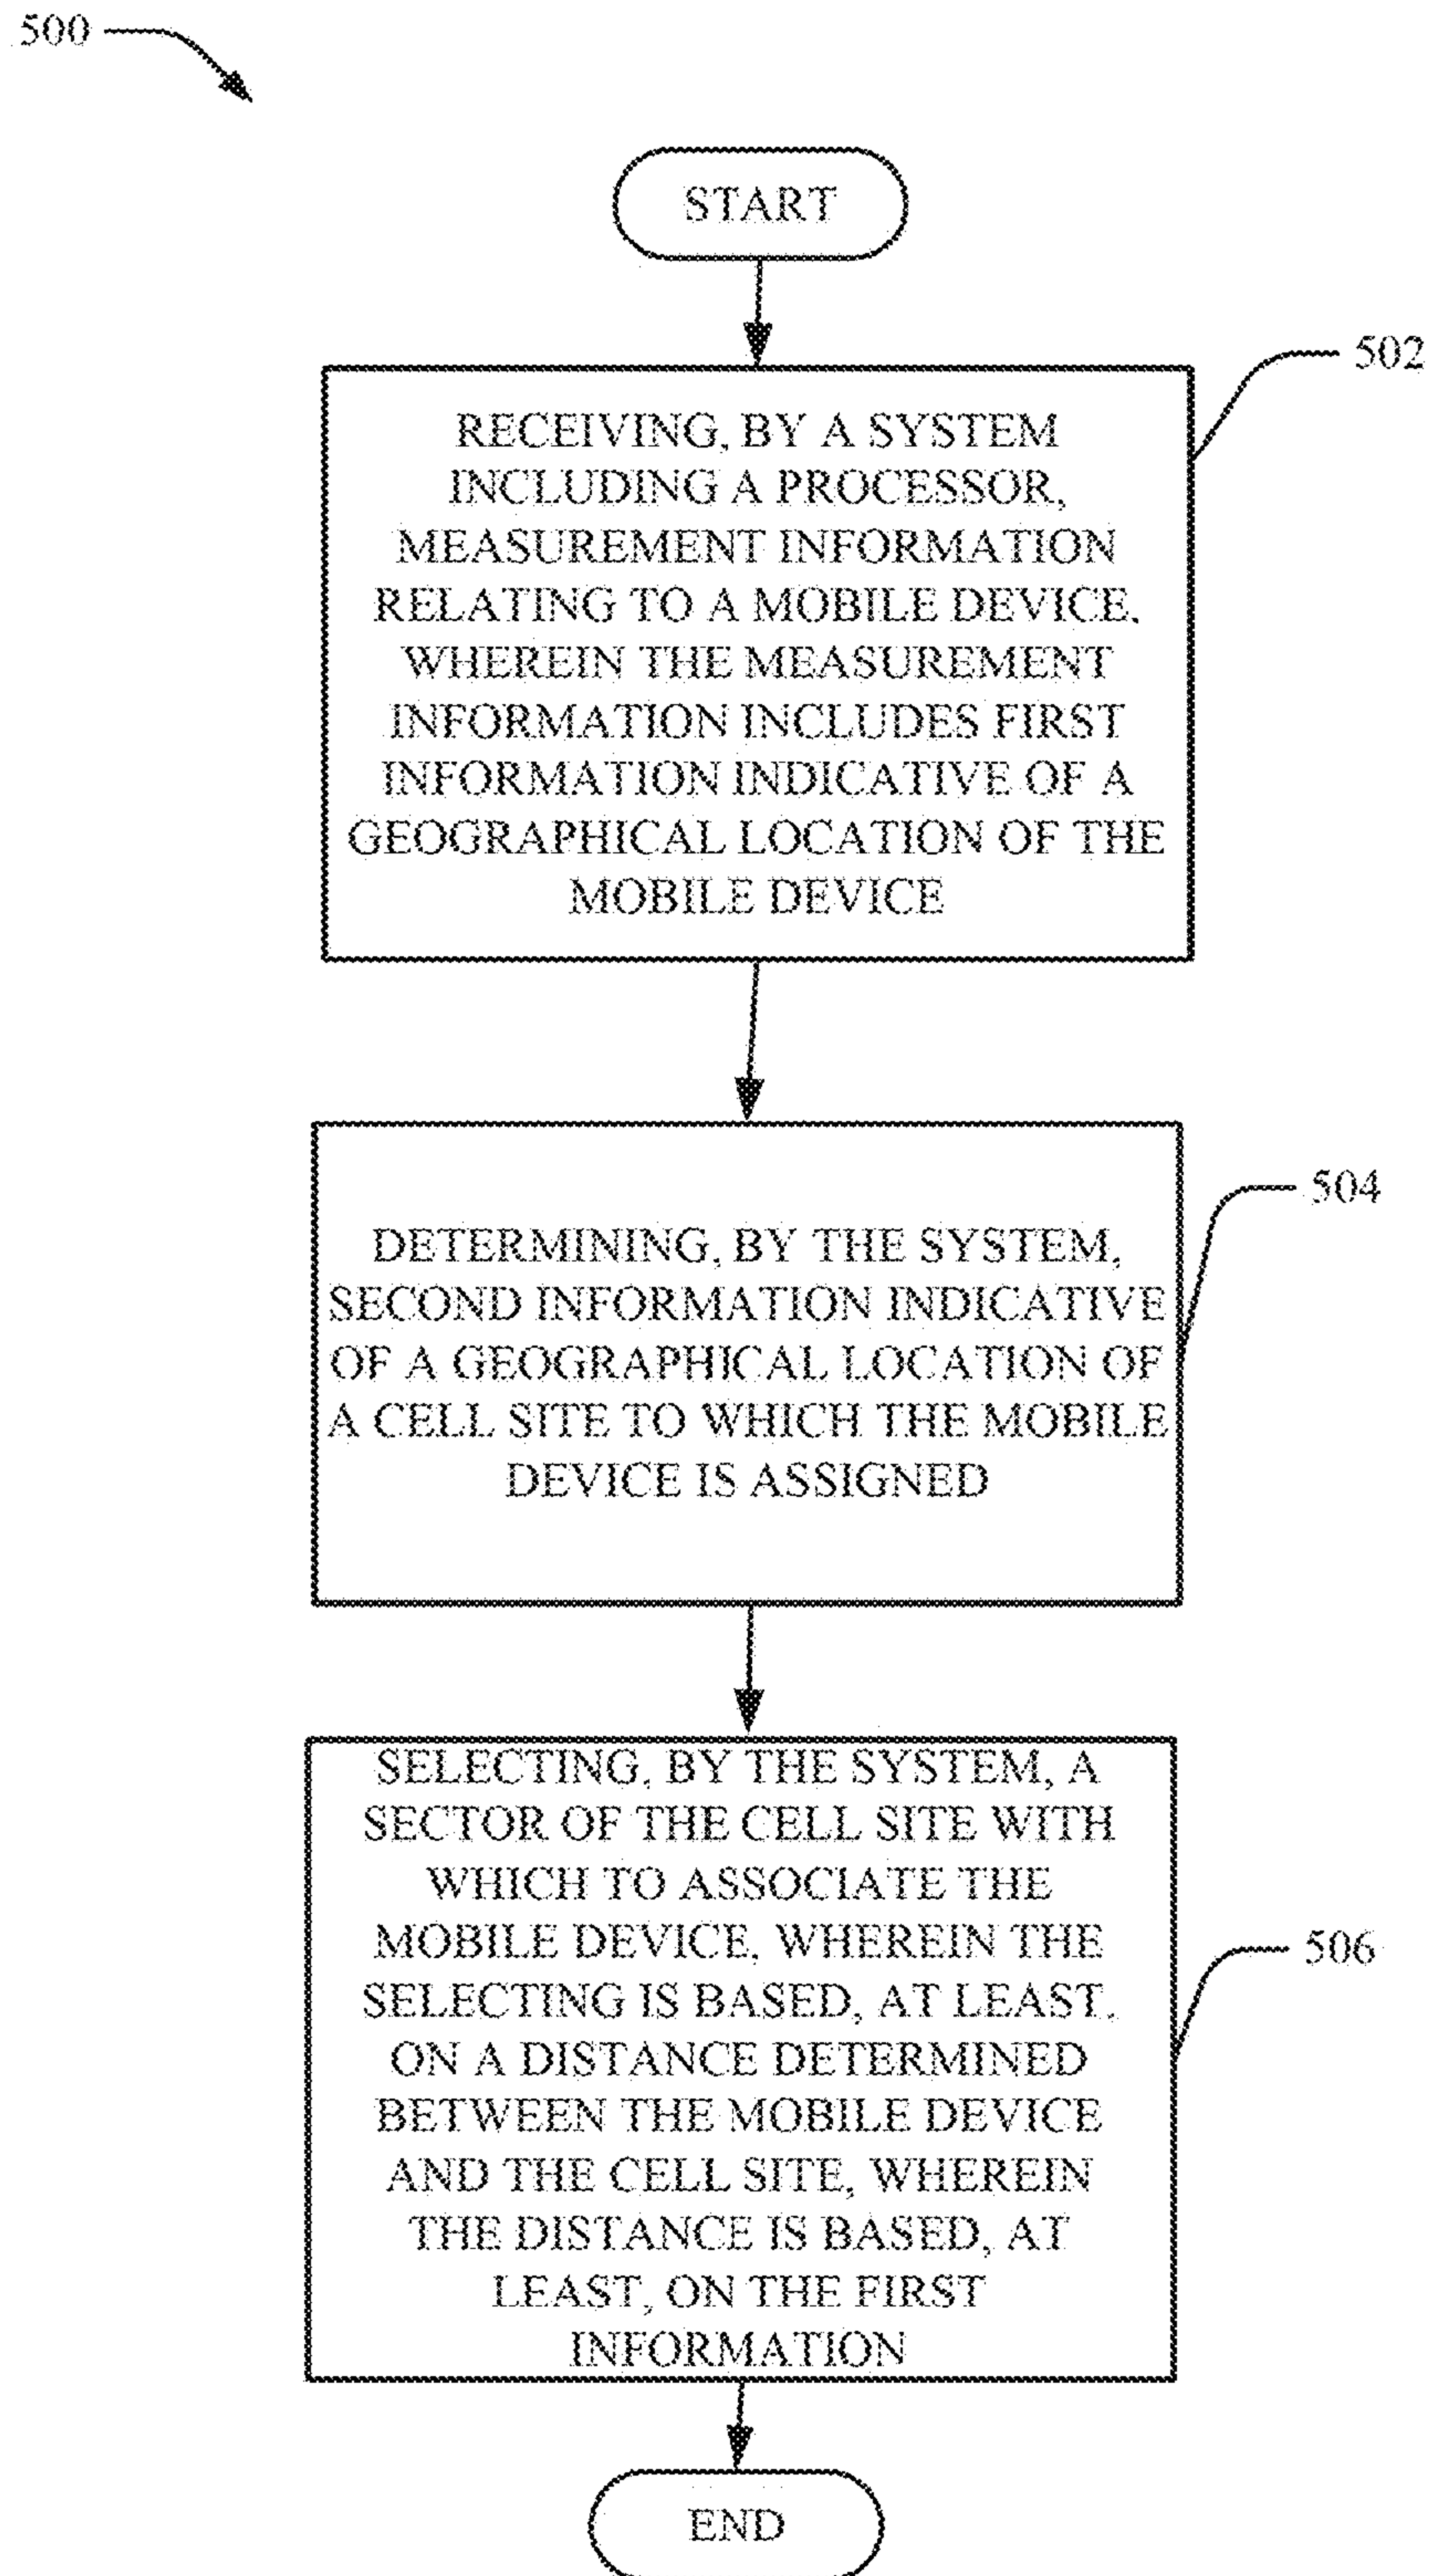 500
START
502
RECEIVING, BY A SYSTEM
INCLUDING A PROCESSOR,
MEASUREMENT INFORMATION
RELATING TO A MOBILE DEVICE,
WHEREIN THE MEASUREMENT
INFORMATION INCLUDES FIRST
INFORMATION INDICATIVE OF A
GEOGRAPHICAL LOCATION OF THE
MOBILE DEVICE
504
DETERMINING, BY THE SYSTEM,
SECOND INFORMATION INDICATIVE
OF A GEOGRAPHICAL LOCATION OF
A CELL SITE TO WHICH THE MOBILE
DEVICE IS ASSIGNED
SELECTING, BY THE SYSTEM, A
SECTOR OF THE CELL SITE WITH
WHICH TO ASSOCIATE THE
MOBILE DEVICE, WHEREIN THE
506
SELECTING IS BASED, AT LEAST,
ON A DISTANCE DETERMINED
BETWEEN THE MOBILE DEVICE
AND THE CELL SITE, WHEREIN
THE DISTANCE IS BASED, AT
LEAST, ON THE FIRST
INFORMATION
END